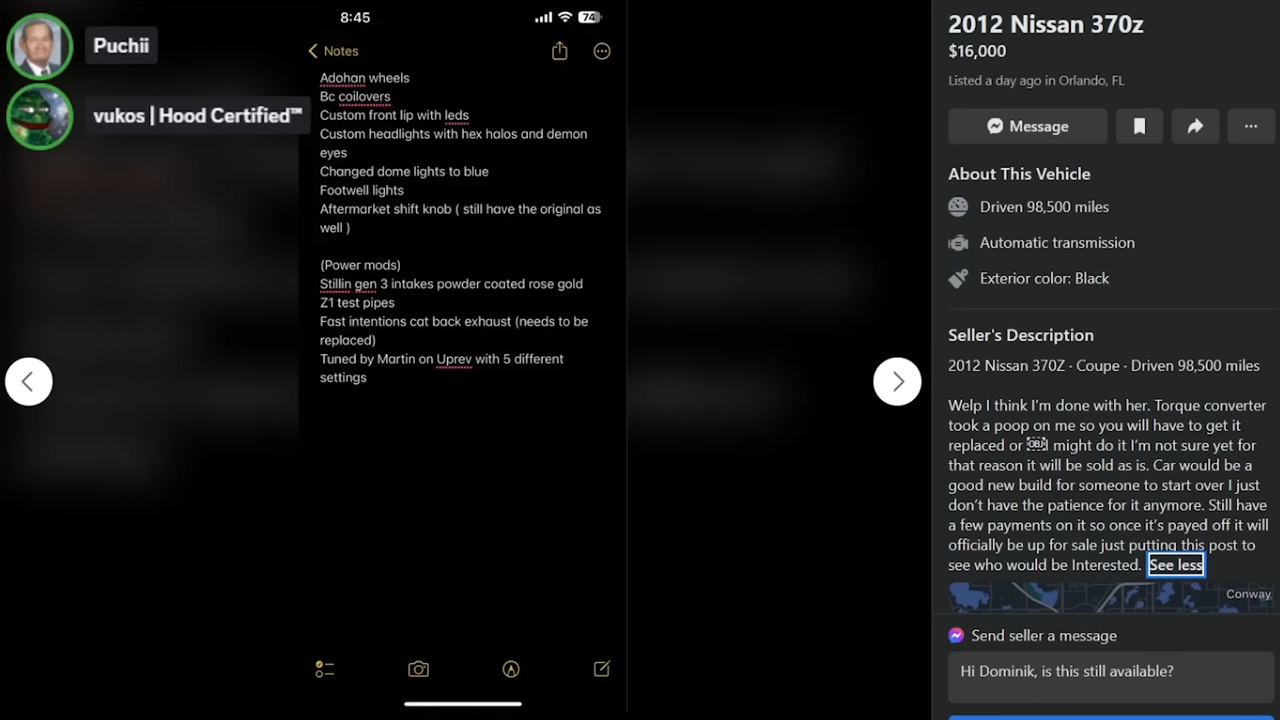 Puchii
vukos | Hood Certified™
8:45
74
Notes
Adohan wheels
Bc coilovers
Custom front lip with leds
Custom headlights with hex halos and demon
eyes
Changed dome lights to blue
Footwell lights
Aftermarket shift knob ( still have the original as
well )
(Power mods)
Stillin gen 3 intakes powder coated rose gold
Z1 test pipes
Fast intentions cat back exhaust (needs to be
replaced)
Tuned by Martin on Uprev with 5 different
settings
2012 Nissan 370z
$16,000
Listed a day ago in Orlando, FL
Message
About This Vehicle
Driven 98,500 miles
Automatic transmission
Exterior color: Black
Seller's Description
2012 Nissan 370Z · Coupe · Driven 98,500 miles
Welp I think I'm done with her. Torque converter
took a poop on me so you will have to get it
replaced or OBJ I might do it I'm not sure yet for
that reason it will be sold as is. Car would be a
good new build for someone to start over I just
don't have the patience for it anymore. Still have
a few payments on it so once it's payed off it will
officially be up for sale just putting this post to
see who would be Interested. See less
Conway
Send seller a message
Hi Dominik, is this still available?